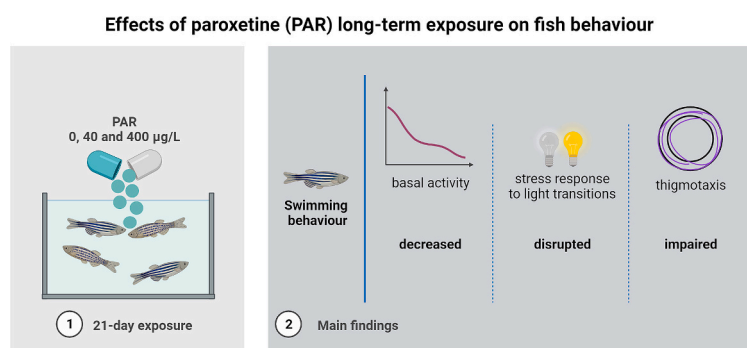 Effects of paroxetine (PAR) long-term exposure on fish behaviour
PAR
0, 40 and 400 µg/L
1 21-day exposure
Swimming
behaviour
basal activity
decreased
stress response
to light transitions
disrupted
thigmotaxis
impaired
2 Main findings